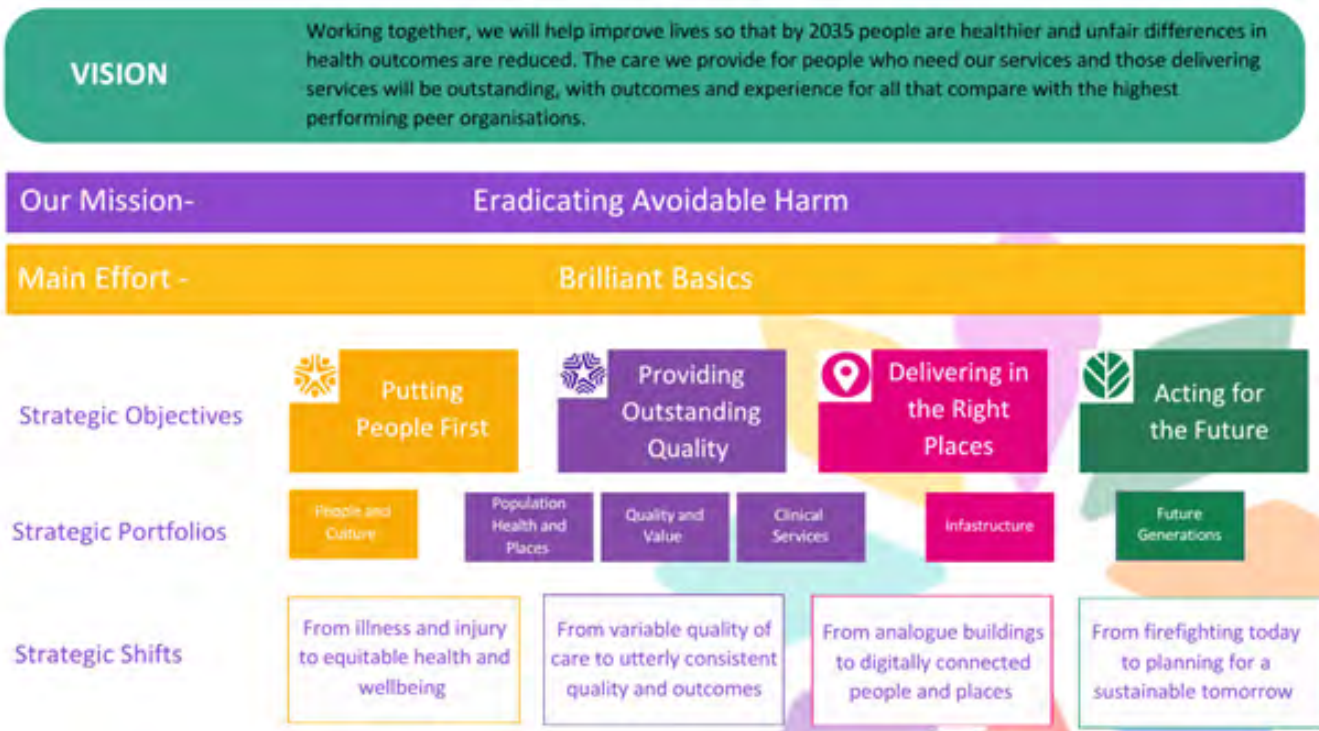 VISION
Working together, we will help improve lives so that by 2035 people are healthier and unfair differences in
health outcomes are reduced. The care we provide for people who need our services and those delivering
services will be outstanding, with outcomes and experience for all that compare with the highest
performing peer organisations.
Our Mission-
Eradicating Avoidable Harm
Main Effort -
Brilliant Basics
Strategic Objectives
Putting
People First
Providing
Outstanding
Quality
Delivering in
the Right
Places
Acting for
the Future
Strategic Portfolios
People and
Culture
Population
Health and
Places
Quality and
Value
Clinical
Services
Infastructure
Future
Generations
Strategic Shifts
From illness and injury
to equitable health and
wellbeing
From variable quality of
care to utterly consistent
quality and outcomes
From analogue buildings
to digitally connected
people and places
From firefighting today
to planning for a
sustainable tomorrow